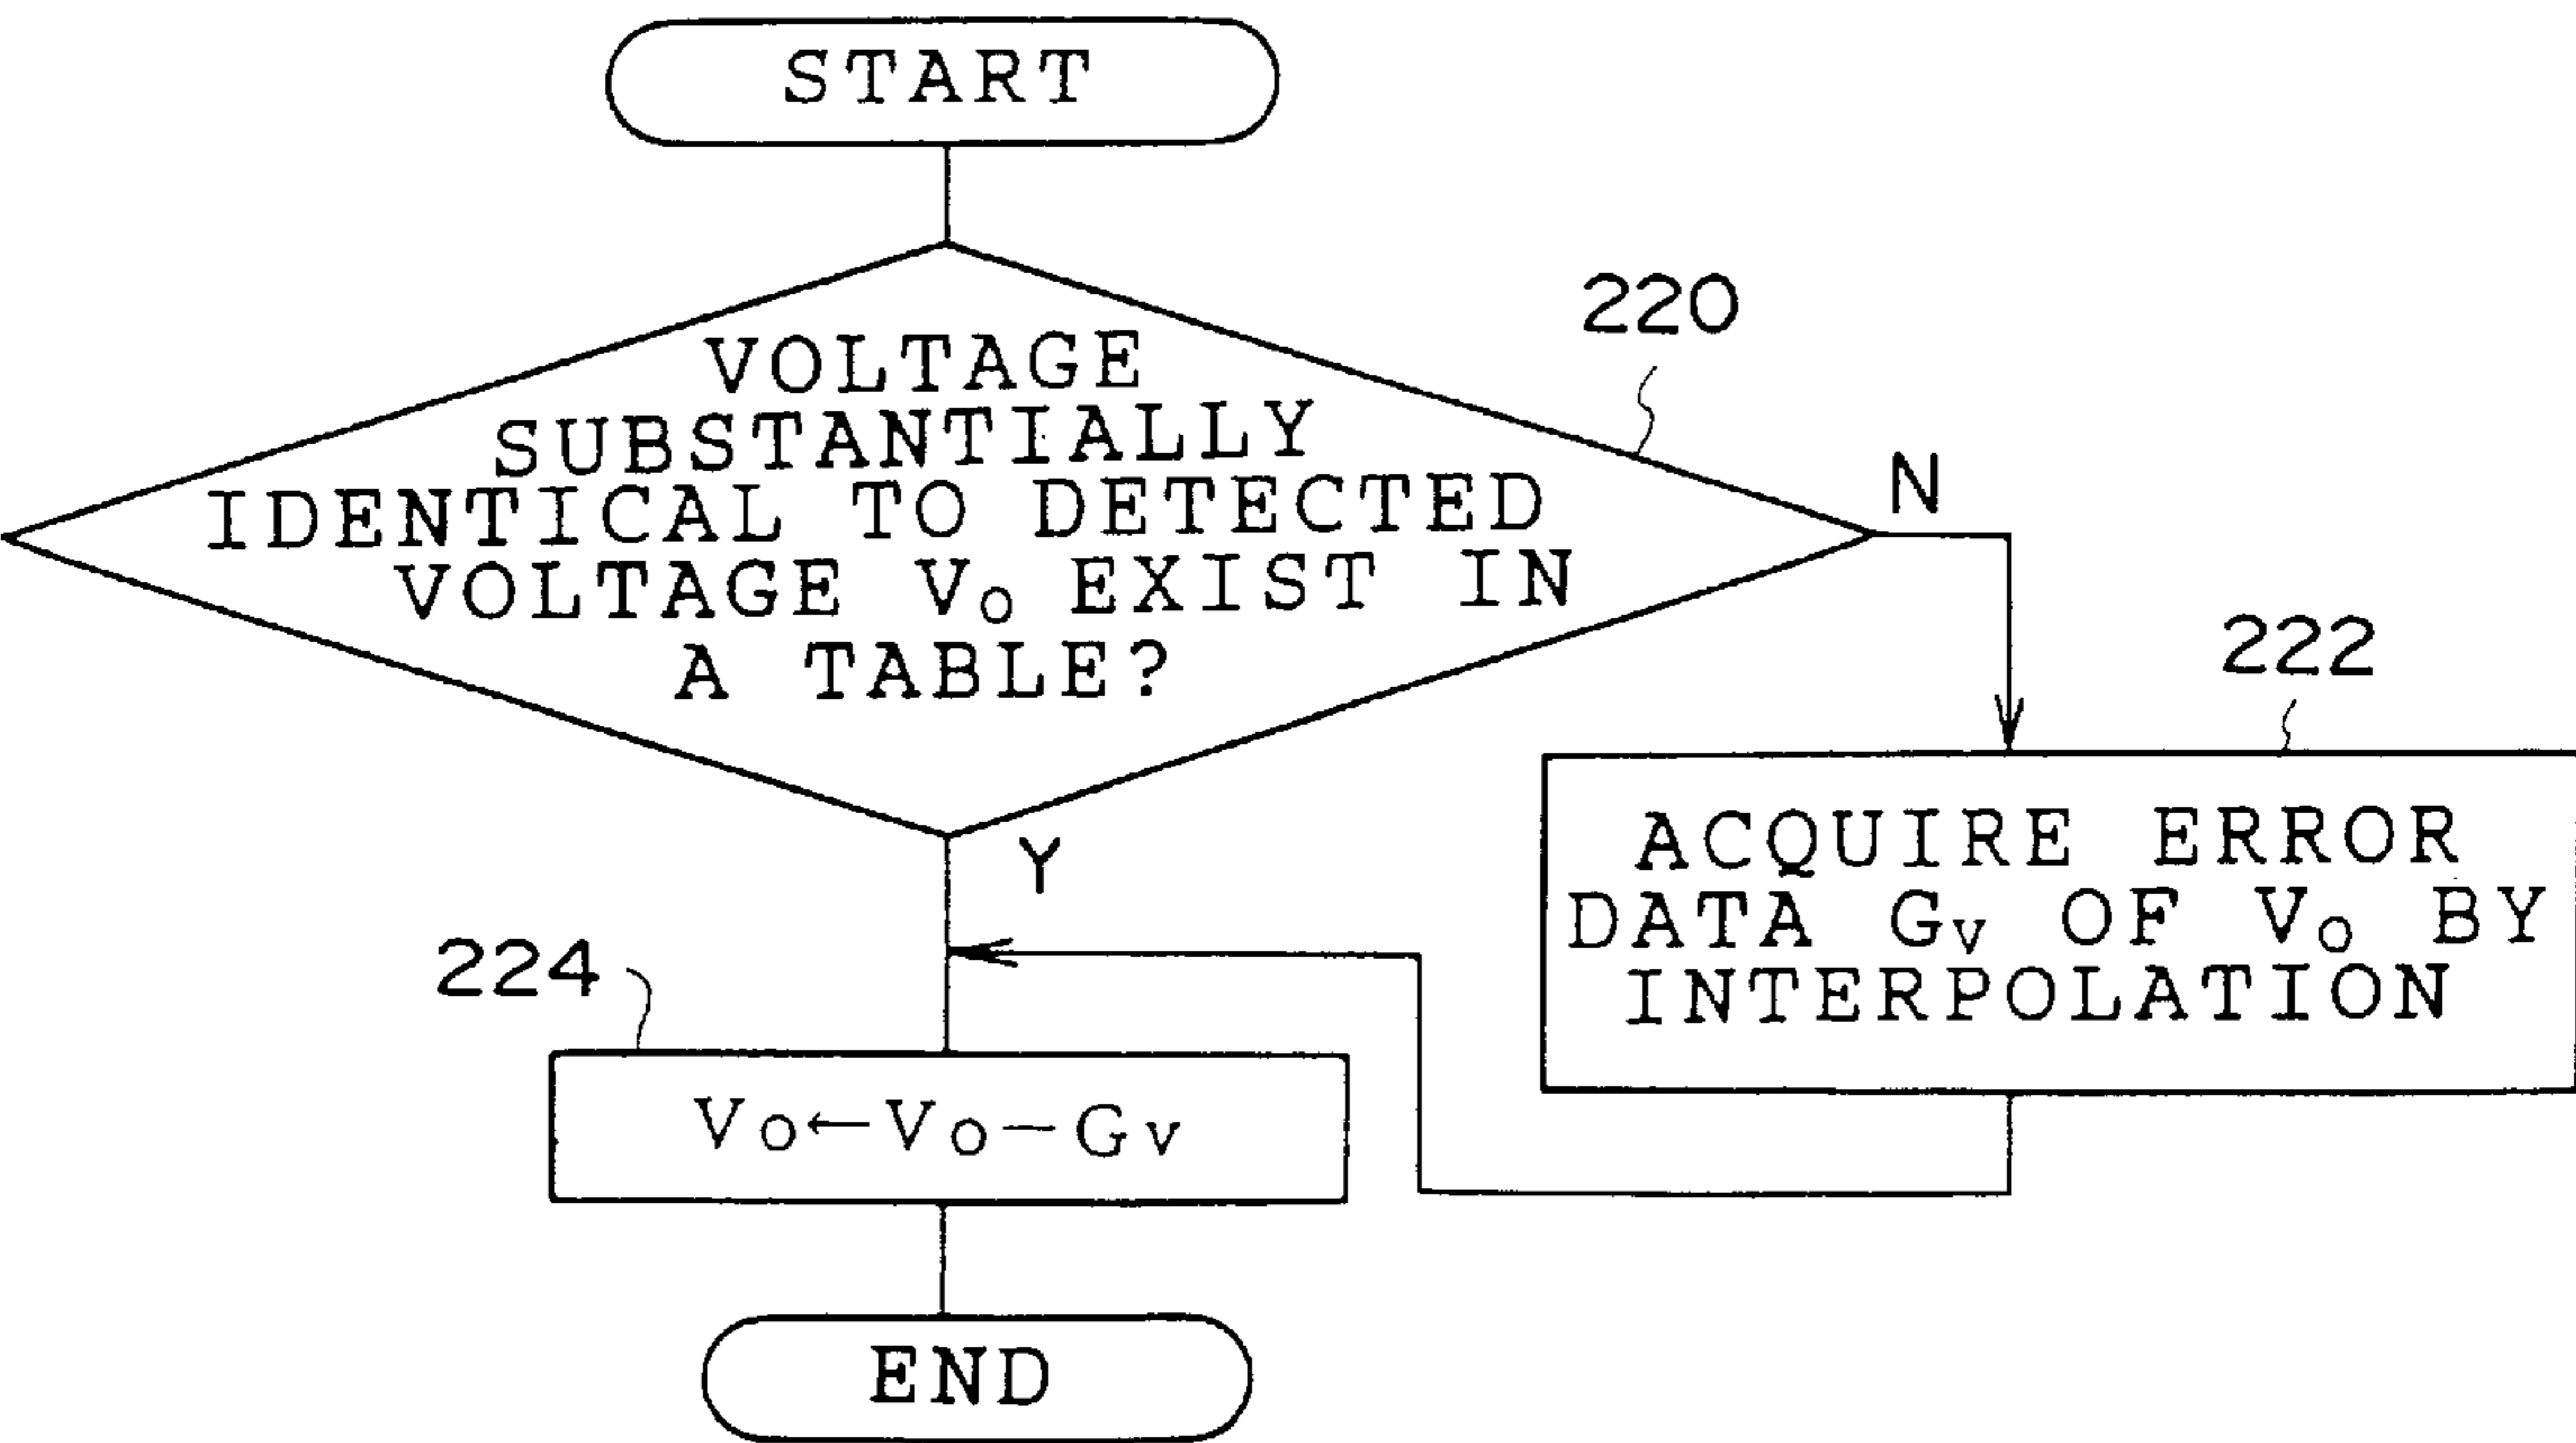 START
220
VOLTAGE
SUBSTANTIALLY
IDENTICAL TO DETECTED
VOLTAGE Vo EXIST IN
A TABLE?
N
222
ACQUIRE ERROR
DATA Gv OF Vo BY
INTERPOLATION
Y
224
Vo←Vo−Gv
END